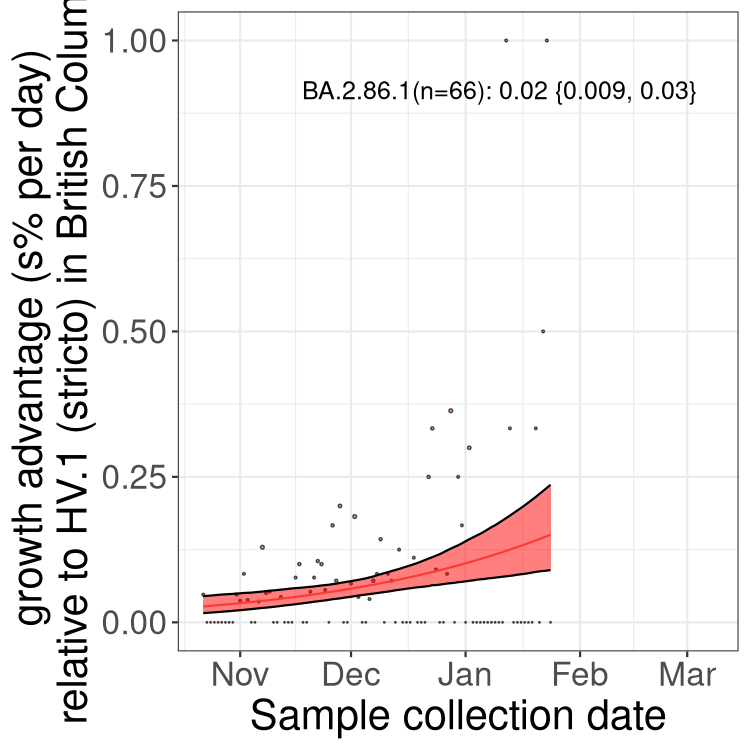 growth advantage (s% per day)
relative to HV.1 (stricto) in British Colum
1.00
0.75
0.50
0.25
0.00
BA.2.86.1(n=66): 0.02 {0.009, 0.03}
Nov Dec Jan Feb Mar
Sample collection date